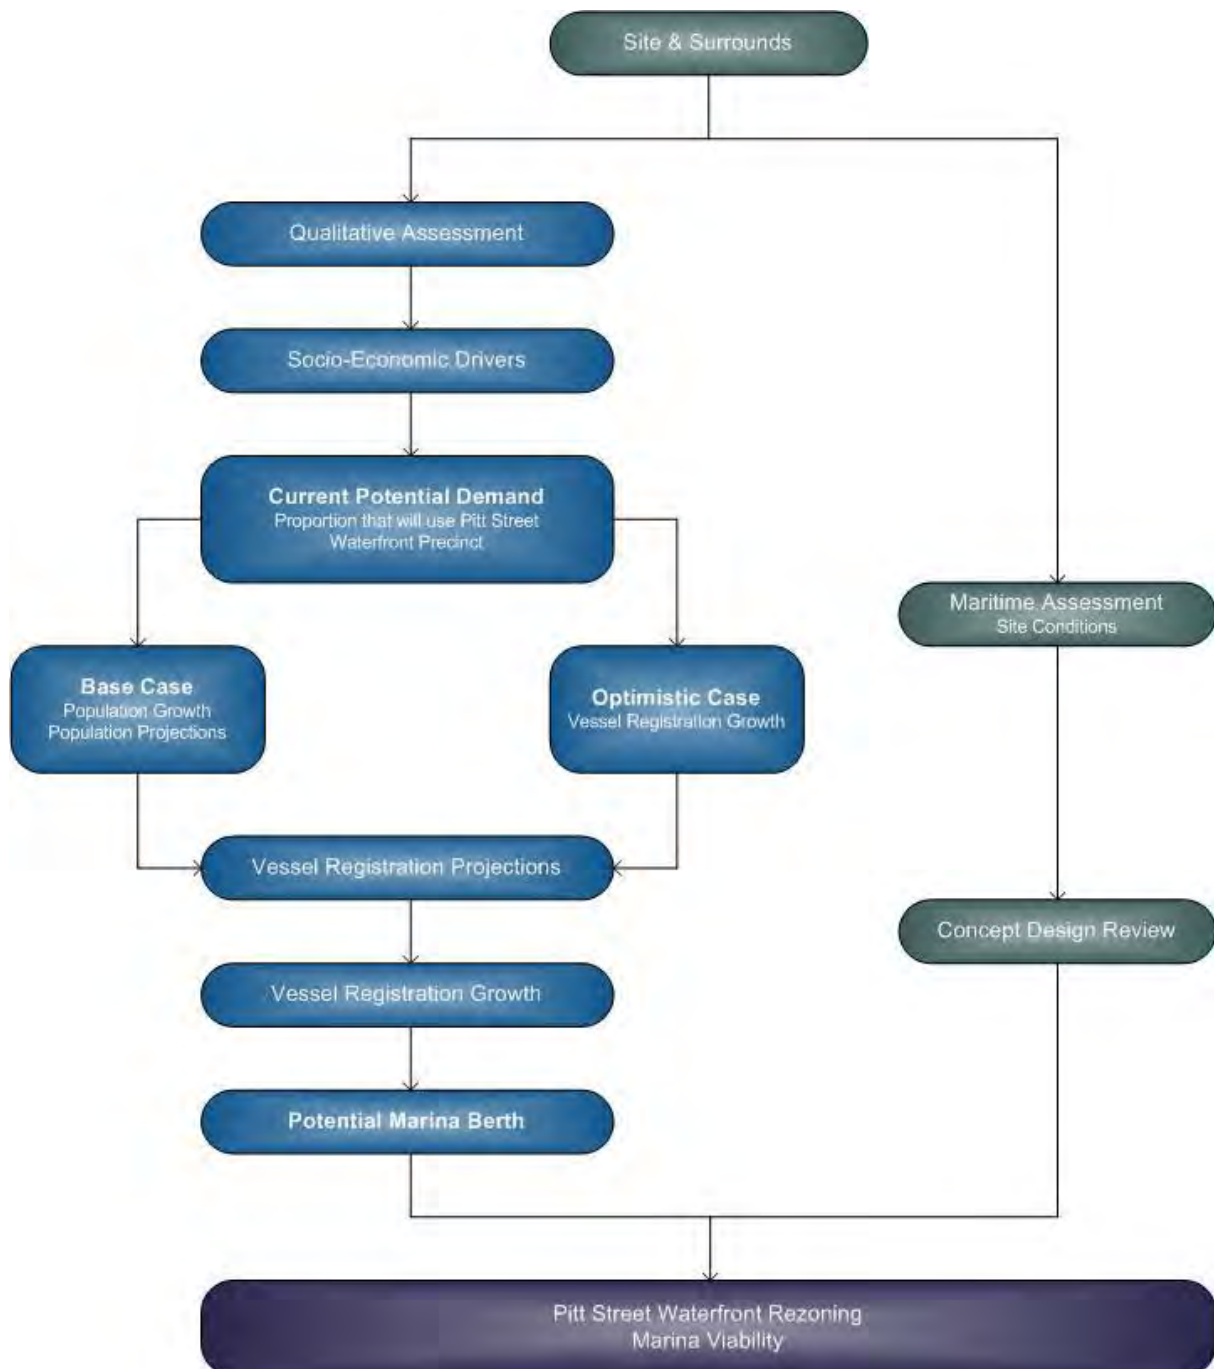 Site & Surrounds
Qualitative Assessment
Socio-Economic Drivers
Current Potential Demand
Proportion that will use Pitt Street
Waterfront Precinct
Base Case
Population Growth
Population Projections
Optimistic Case
Vessel Registration Growth
Maritime Assessment
Site Conditions
Vessel Registration Projections
Concept Design Review
Vessel Registration Growth
Potential Marina Berth
Pitt Street Waterfront Rezoning
Marina Viability